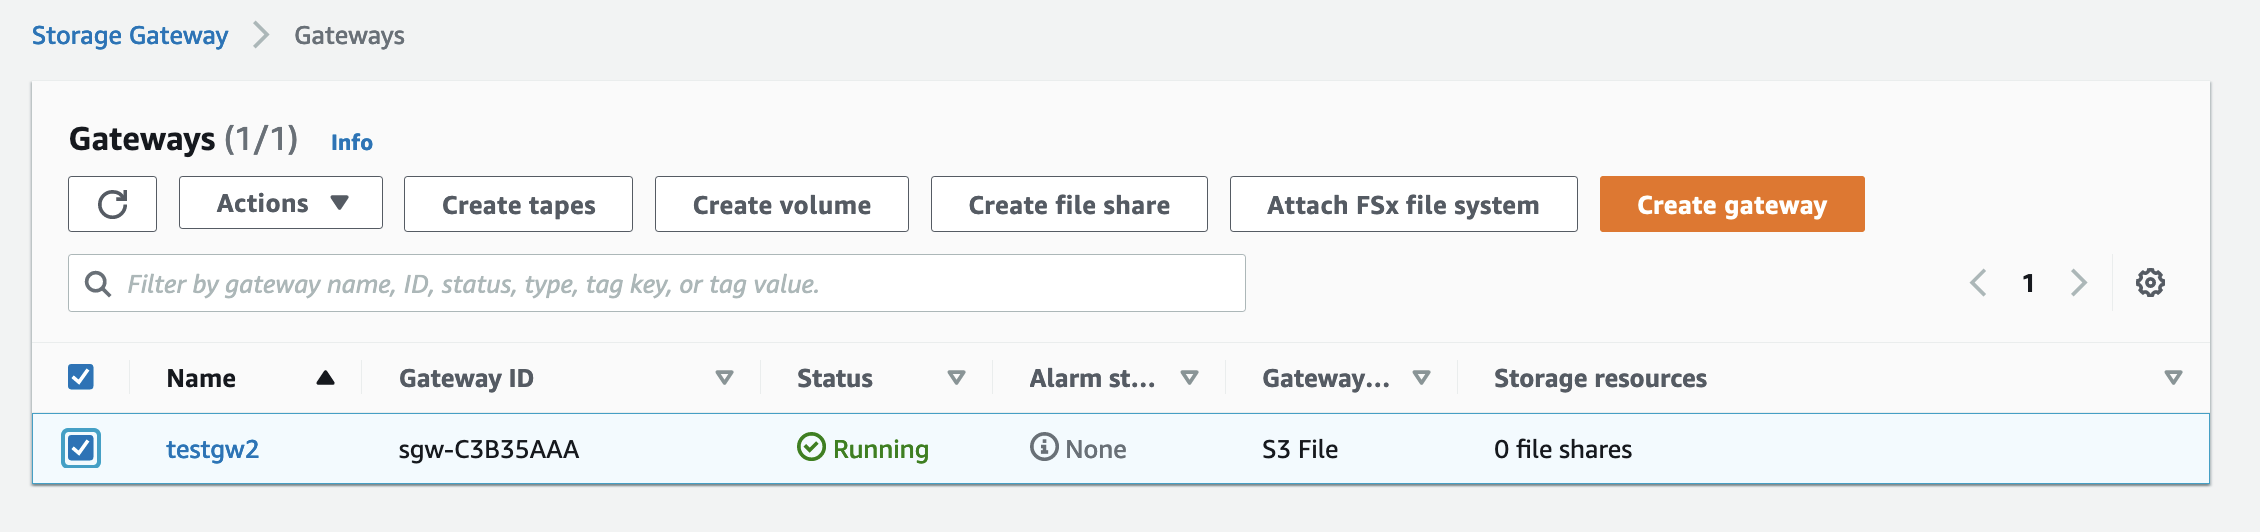 Storage Gateway > Gateways
Gateways (1/1) Info
Actions Create tapes Create volume Create file share Attach FSx file system Create gateway
Filter by gateway name, ID, status, type, tag key, or tag value.
1
Name Gateway ID Status Alarm st... Gateway... Storage resources
testgw2 sgw-C3B35AAA Running None S3 File 0 file shares